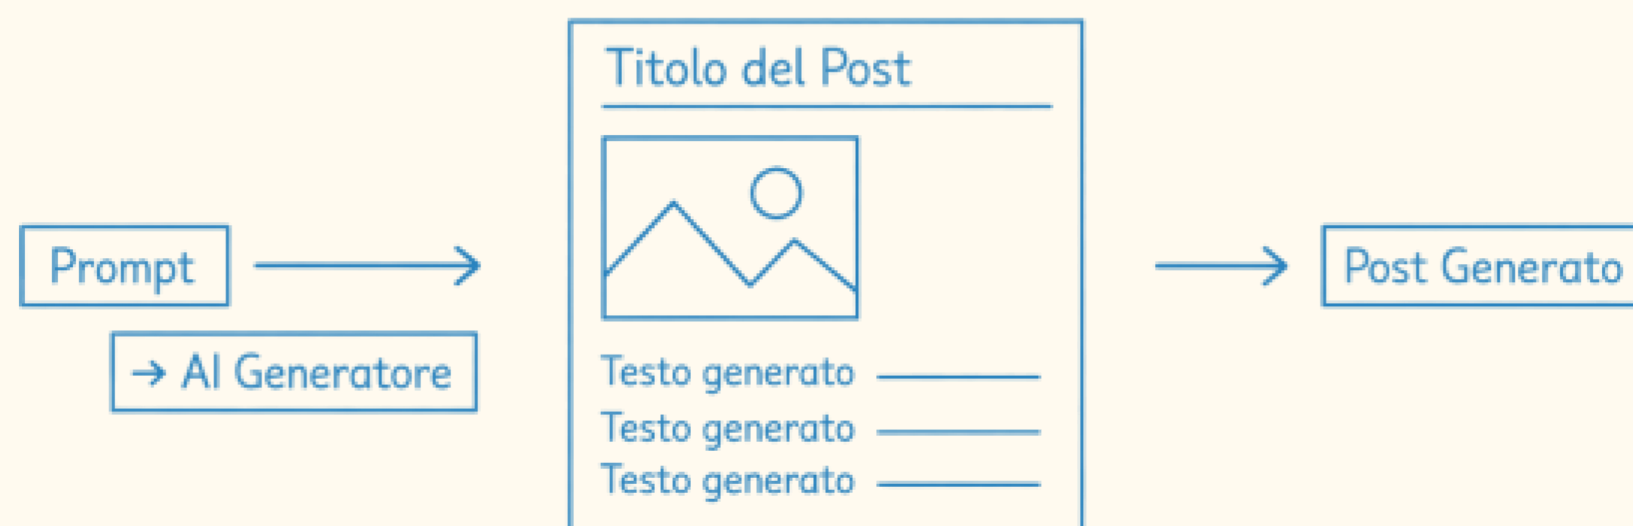 Titolo del Post
Prompt
→ AI Generatore
Testo generato
Testo generato
Testo generato
Post Generato